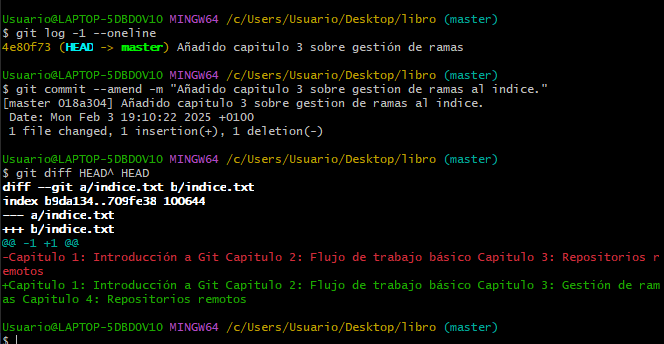 Usuario@LAPTOP-5DBDOV10 MINGW64 /c/Users/Usuario/Desktop/libro (master)
$ git log -1 --oneline
4e80f73 (HEAD -> master) Añadido capitulo 3 sobre gestión de ramas
Usuario@LAPTOP-5DBDOV10 MINGW64 /c/Users/Usuario/Desktop/libro (master)
$ git commit --amend -m "Añadido capitulo 3 sobre gestion de ramas al indice."
[master 018a304] Añadido capitulo 3 sobre gestion de ramas al indice.
 Date: Mon Feb 3 19:10:22 2025 +0100
 1 file changed, 1 insertion(+), 1 deletion(-)
Usuario@LAPTOP-5DBDOV10 MINGW64 /c/Users/Usuario/Desktop/libro (master)
$ git diff HEAD^ HEAD
diff --git a/indice.txt b/indice.txt
index b9da134..709fe38 100644
--- a/indice.txt
+++ b/indice.txt
@@ -1 +1 @@
-Capitulo 1: Introducción a Git Capitulo 2: Flujo de trabajo básico Capitulo 3: Repositorios r
emotos
+Capitulo 1: Introducción a Git Capitulo 2: Flujo de trabajo básico Capitulo 3: Gestión de ram
as Capitulo 4: Repositorios remotos
Usuario@LAPTOP-5DBDOV10 MINGW64 /c/Users/Usuario/Desktop/libro (master)
$